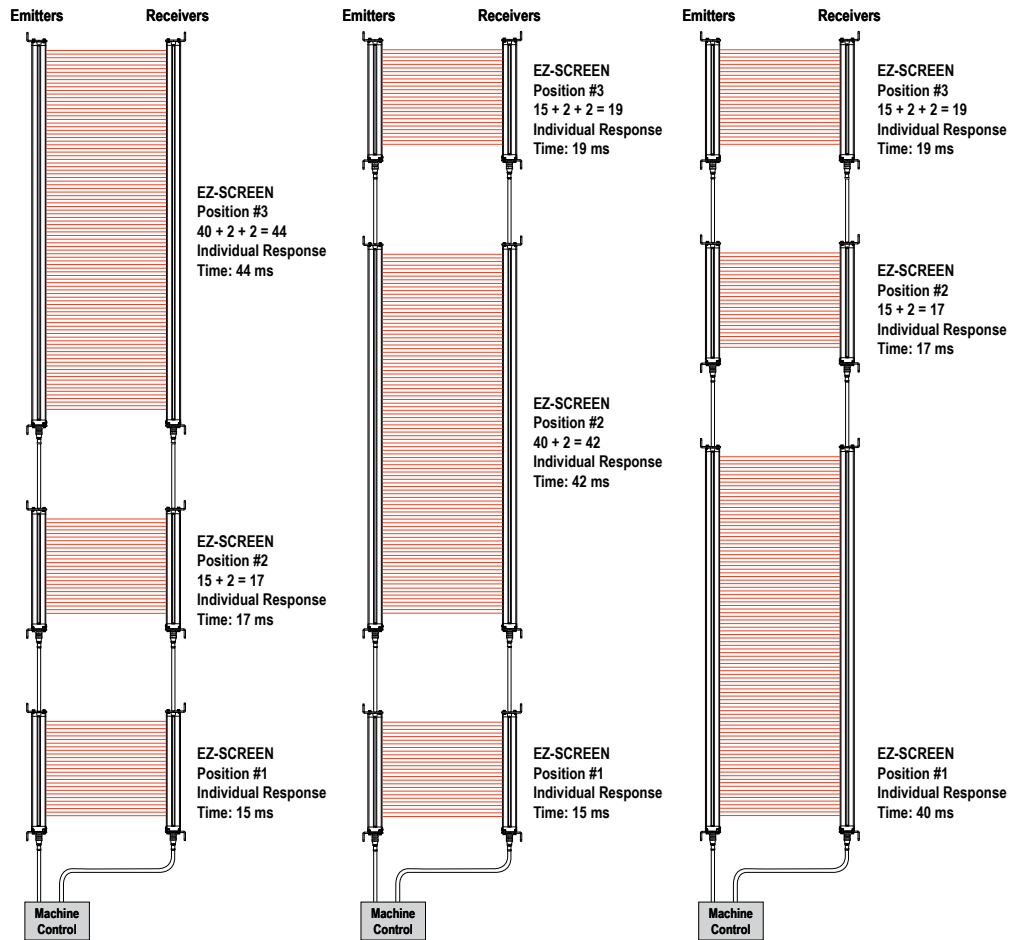 Emitters
Receivers
EZ-SCREEN
Position #3
40 + 2 + 2 = 44
Individual Response
Time: 44 ms
EZ-SCREEN
Position #2
15 + 2 = 17
Individual Response
Time: 17 ms
EZ-SCREEN
Position #1
Individual Response
Time: 15 ms
Machine
Control
Emitters
Receivers
EZ-SCREEN
Position #3
15 + 2 + 2 = 19
Individual Response
Time: 19 ms
EZ-SCREEN
Position #2
40 + 2 = 42
Individual Response
Time: 42 ms
EZ-SCREEN
Position #1
Individual Response
Time: 15 ms
Machine
Control
Emitters
Receivers
EZ-SCREEN
Position #3
15 + 2 + 2 = 19
Individual Response
Time: 19 ms
EZ-SCREEN
Position #2
15 + 2 = 17
Individual Response
Time: 17 ms
EZ-SCREEN
Position #1
Individual Response
Time: 40 ms
Machine
Control